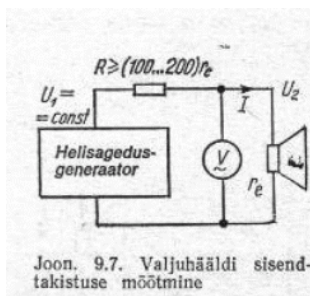 R ⩾ (100...200)rₑ
U₁ =
= const
I
U₂
Helisagedus-
generaator
V
~
rₑ
Joon. 9.7. Valjuhääldi sisend-
takistuse mõõtmine